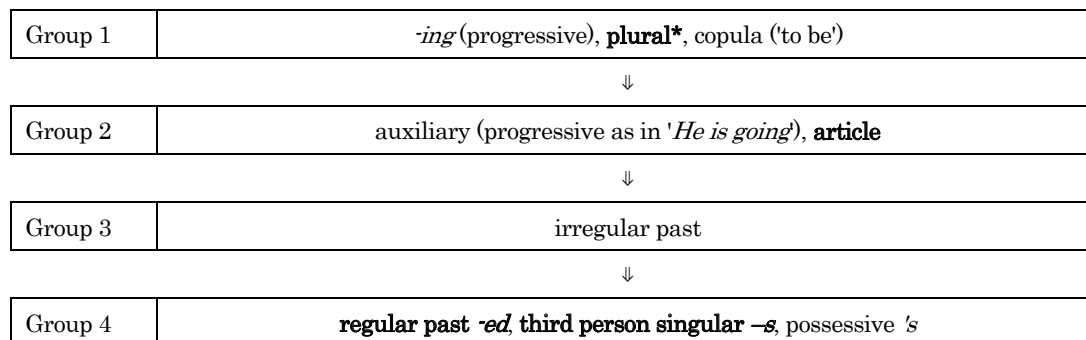 Group 1 -ing (progressive), plural*, copula ('to be')
⇓
Group 2 auxiliary (progressive as in 'He is going'), article
⇓
Group 3 irregular past
⇓
Group 4 regular past -ed, third person singular –s, possessive 's